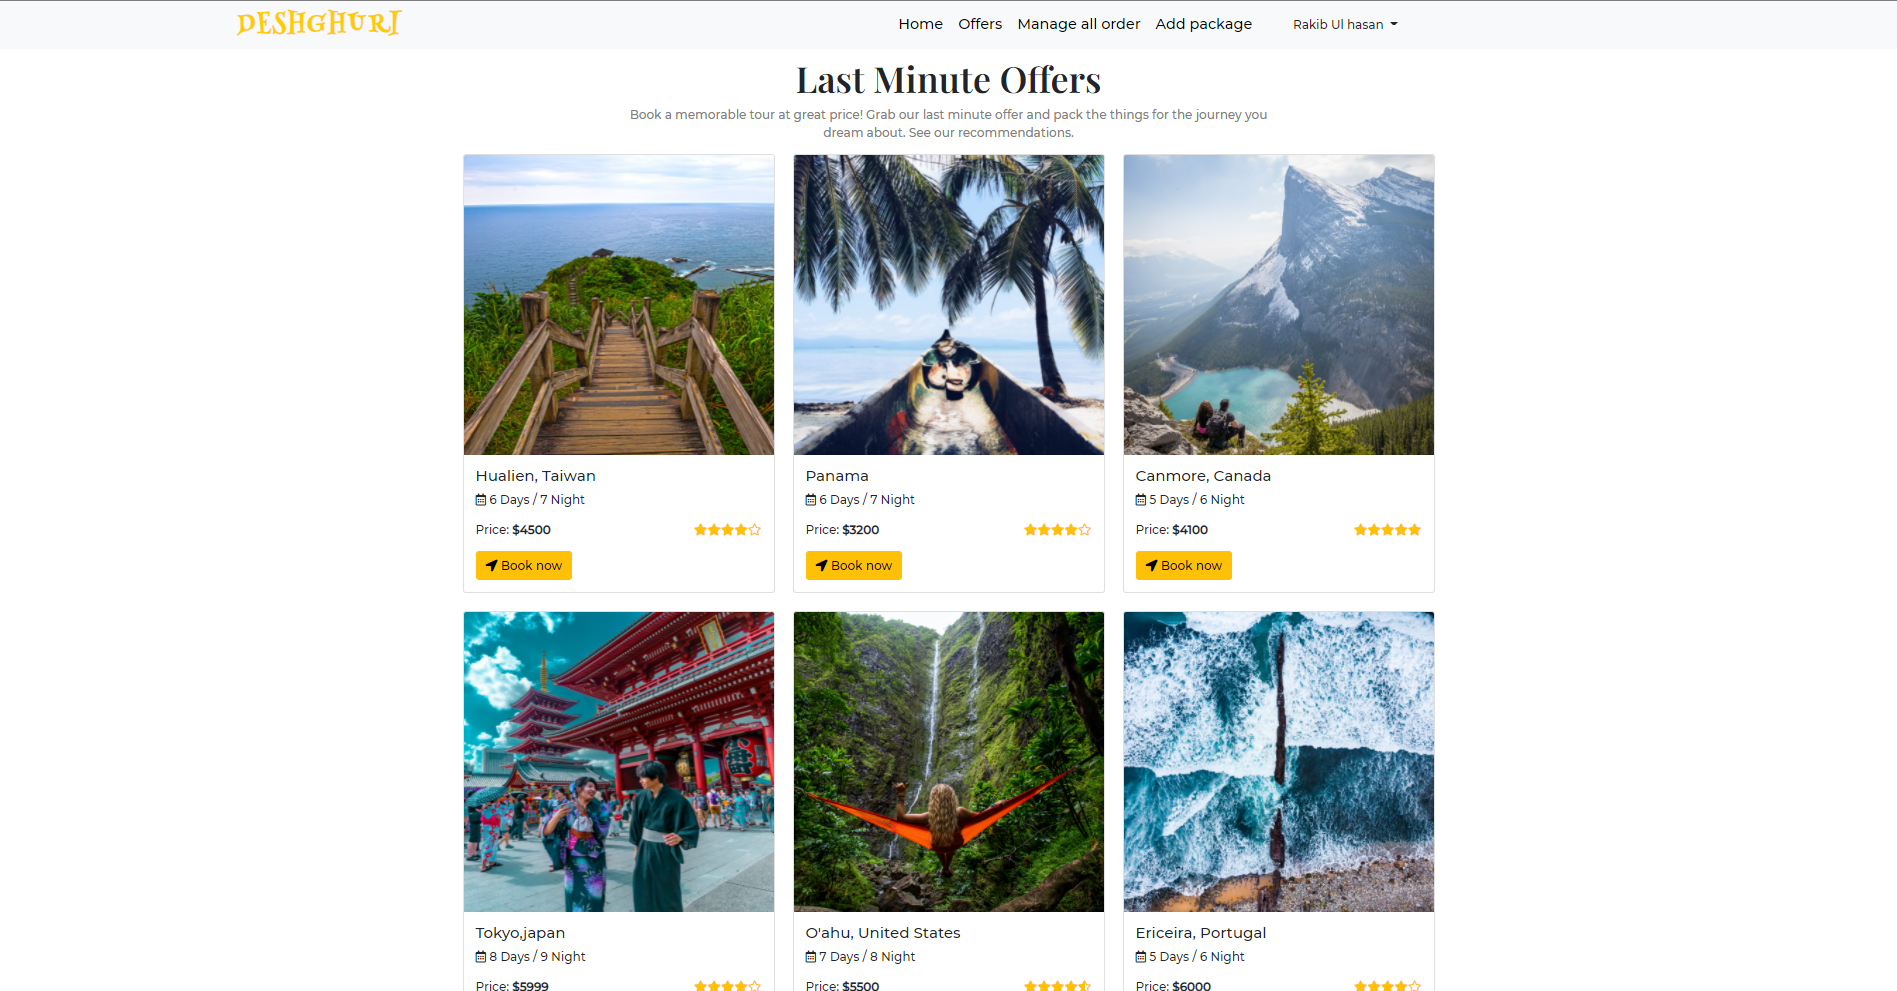 DESHGHURI
Home Offers Manage all order Add package Rakib Ul hasan
Last Minute Offers
Book a memorable tour at great price! Grab our last minute offer and pack the things for the journey you
dream about. See our recommendations.
Hualien, Taiwan
6 Days / 7 Night
Price: $4500
Book now
Panama
6 Days / 7 Night
Price: $3200
Book now
Canmore, Canada
5 Days / 6 Night
Price: $4100
Book now
Tokyo,japan
8 Days / 9 Night
Price: $5999
O'ahu, United States
7 Days / 8 Night
Price: $5500
Ericeira, Portugal
5 Days / 6 Night
Price: $6000